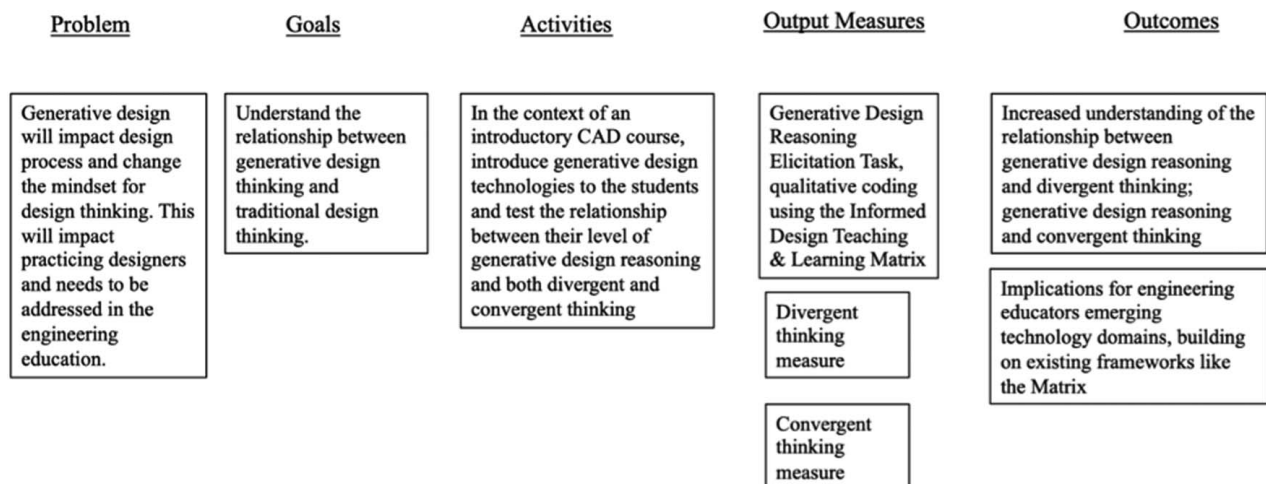 Problem
Goals
Activities
Output Measures
Outcomes
Generative design
will impact design
process and change
the mindset for
design thinking. This
will impact
practicing designers
and needs to be
addressed in the
engineering
education.
Understand the
relationship between
generative design
thinking and
traditional design
thinking.
In the context of an
introductory CAD course,
introduce generative design
technologies to the students
and test the relationship
between their level of
generative design reasoning
and both divergent and
convergent thinking
Generative Design
Reasoning
Elicitation Task,
qualitative coding
using the Informed
Design Teaching
& Learning Matrix
Divergent
thinking
measure
Convergent
thinking
measure
Increased understanding of the
relationship between
generative design reasoning
and divergent thinking;
generative design reasoning
and convergent thinking
Implications for engineering
educators emerging
technology domains, building
on existing frameworks like
the Matrix